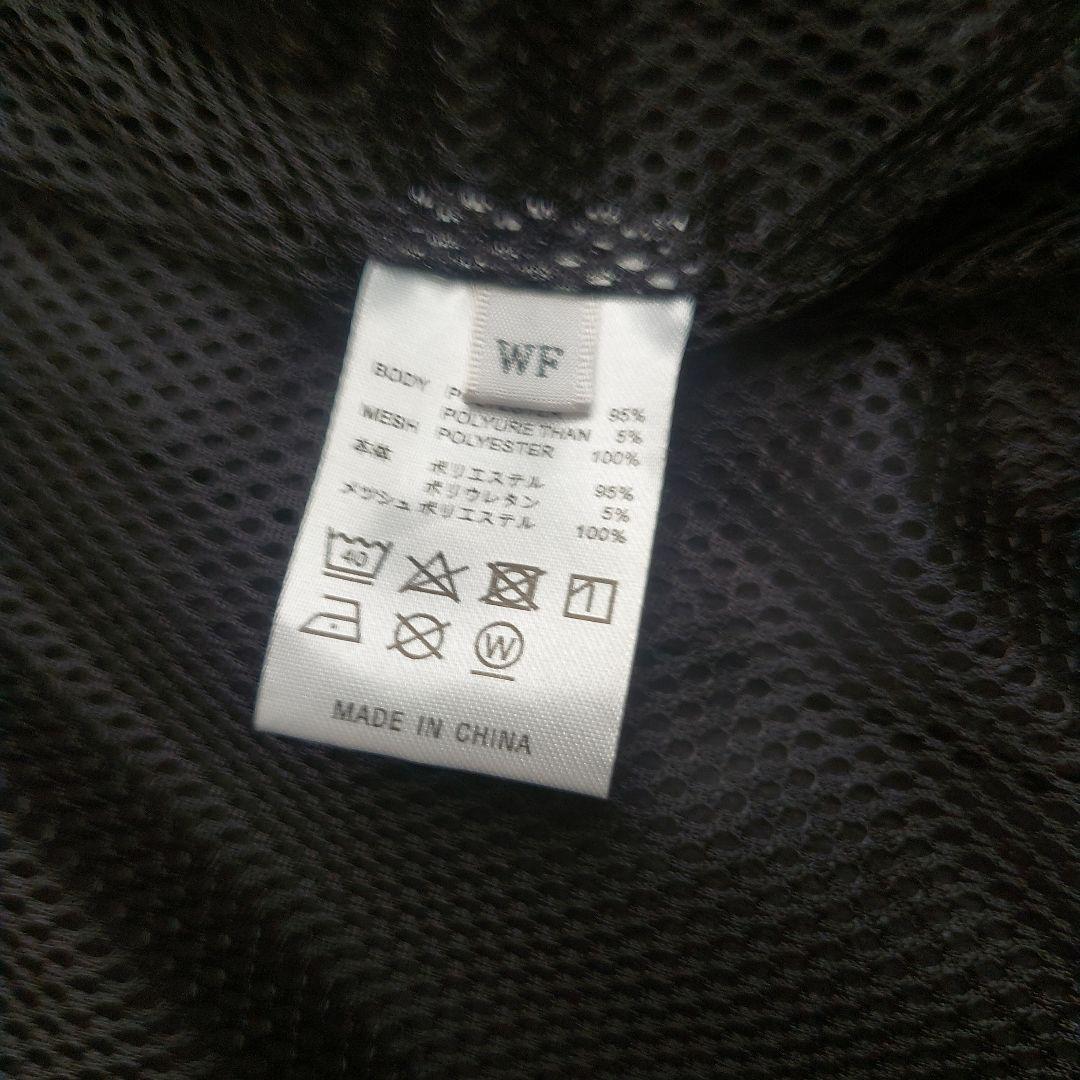 WF
BODY 95%
POLYURETHAN 5%
MESH POLYESTER 100%
本体 ポリエステル 95%
ポリウレタン 5%
メッシュ ポリエステル 100%
40
W
MADE IN CHINA